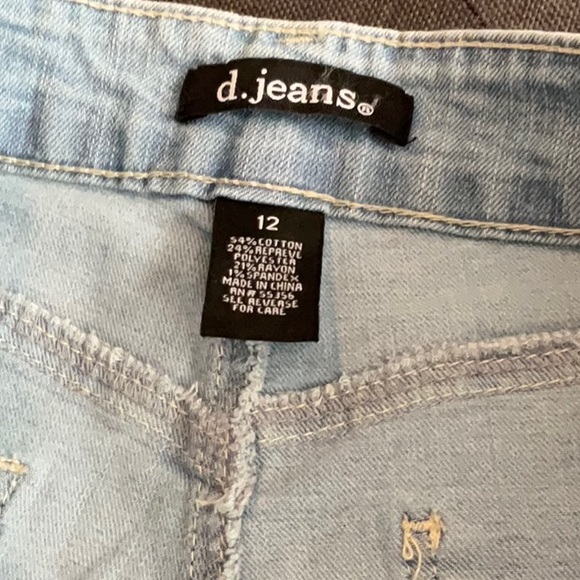 d.jeans®
12
54% COTTON
24% REPREVE
POLYESTER
21% RAYON
1% SPANDEX
MADE IN CHINA
RN# 55356
SEE REVERSE
FOR CARE